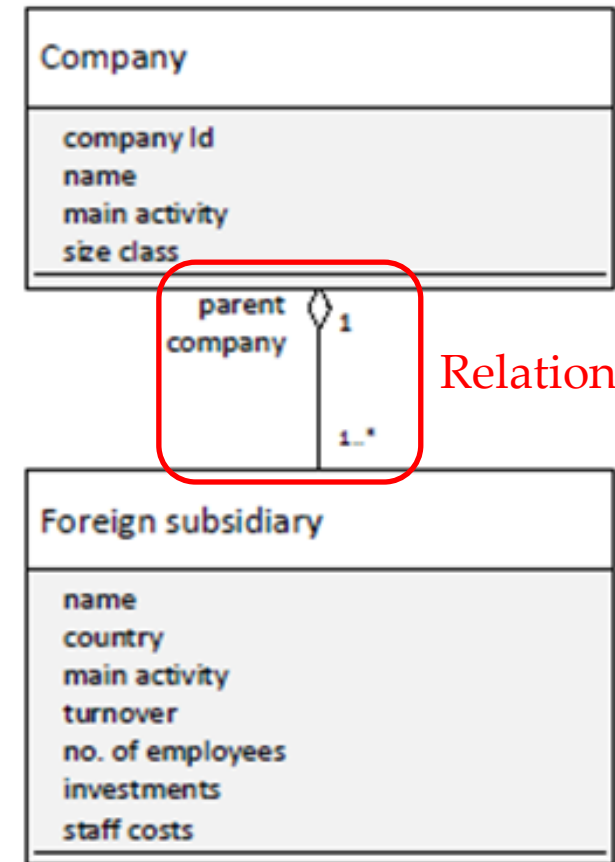 Company
company Id
name
main activity
size class
parent
company
1
Relation
1..*
Foreign subsidiary
name
country
main activity
turnover
no. of employees
investments
staff costs